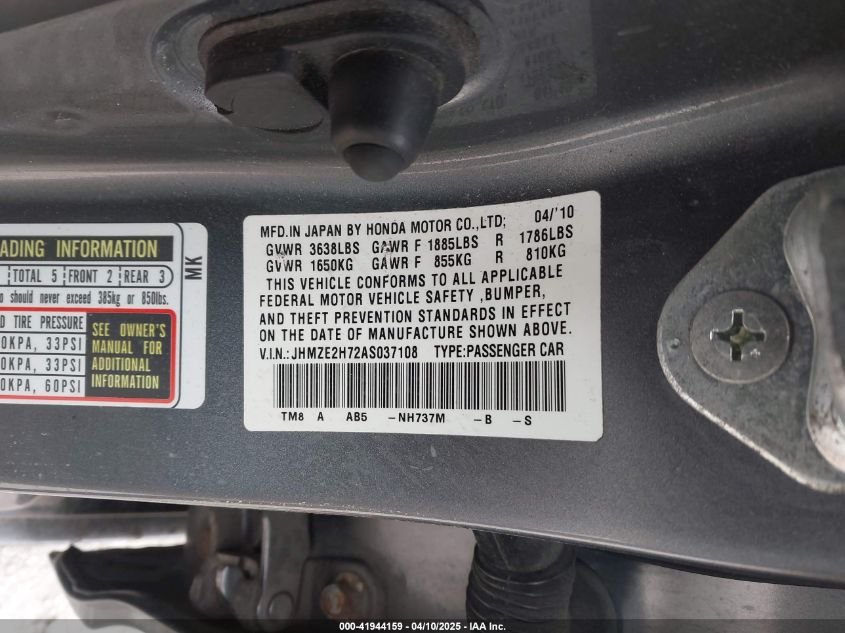 ADING INFORMATION
TOTAL 5 FRONT 2 REAR 3
should never exceed 385kg or 850lbs.
TIRE PRESSURE
0KPA, 33PSI
0KPA, 33PSI
0KPA, 60PSI
SEE OWNER'S
MANUAL FOR
ADDITIONAL
INFORMATION
MK
MFD.IN JAPAN BY HONDA MOTOR CO.,LTD; 04/'10
GVWR 3638LBS GAWR F 1885LBS R 1786LBS
GVWR 1650KG GAWR F 855KG R 810KG
THIS VEHICLE CONFORMS TO ALL APPLICABLE
FEDERAL MOTOR VEHICLE SAFETY ,BUMPER,
AND THEFT PREVENTION STANDARDS IN EFFECT
ON THE DATE OF MANUFACTURE SHOWN ABOVE.
V.I.N.:JHMZE2H72AS037108 TYPE:PASSENGER CAR
TM8 A AB5 -NH737M -B -S
000-41944159 - 04/10/2025 - IAA Inc.